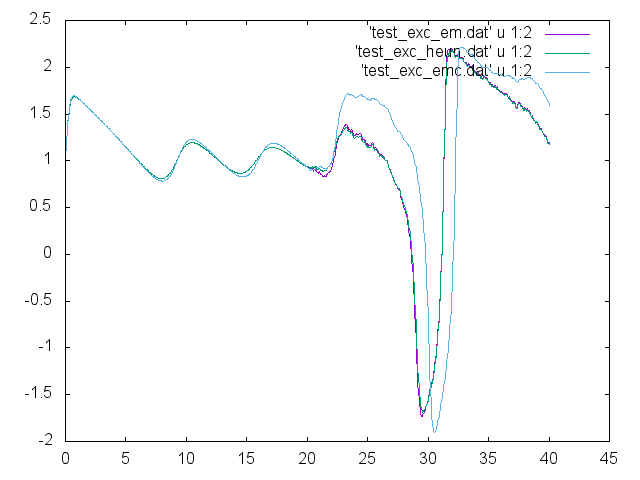 2.5
2
1.5
1
0.5
0
-0.5
-1
-1.5
-2
0 5 10 15 20 25 30 35 40 45
'test_exc_em.dat' u 1:2
'test_exc_heun.dat' u 1:2
'test_exc_emc.dat' u 1:2